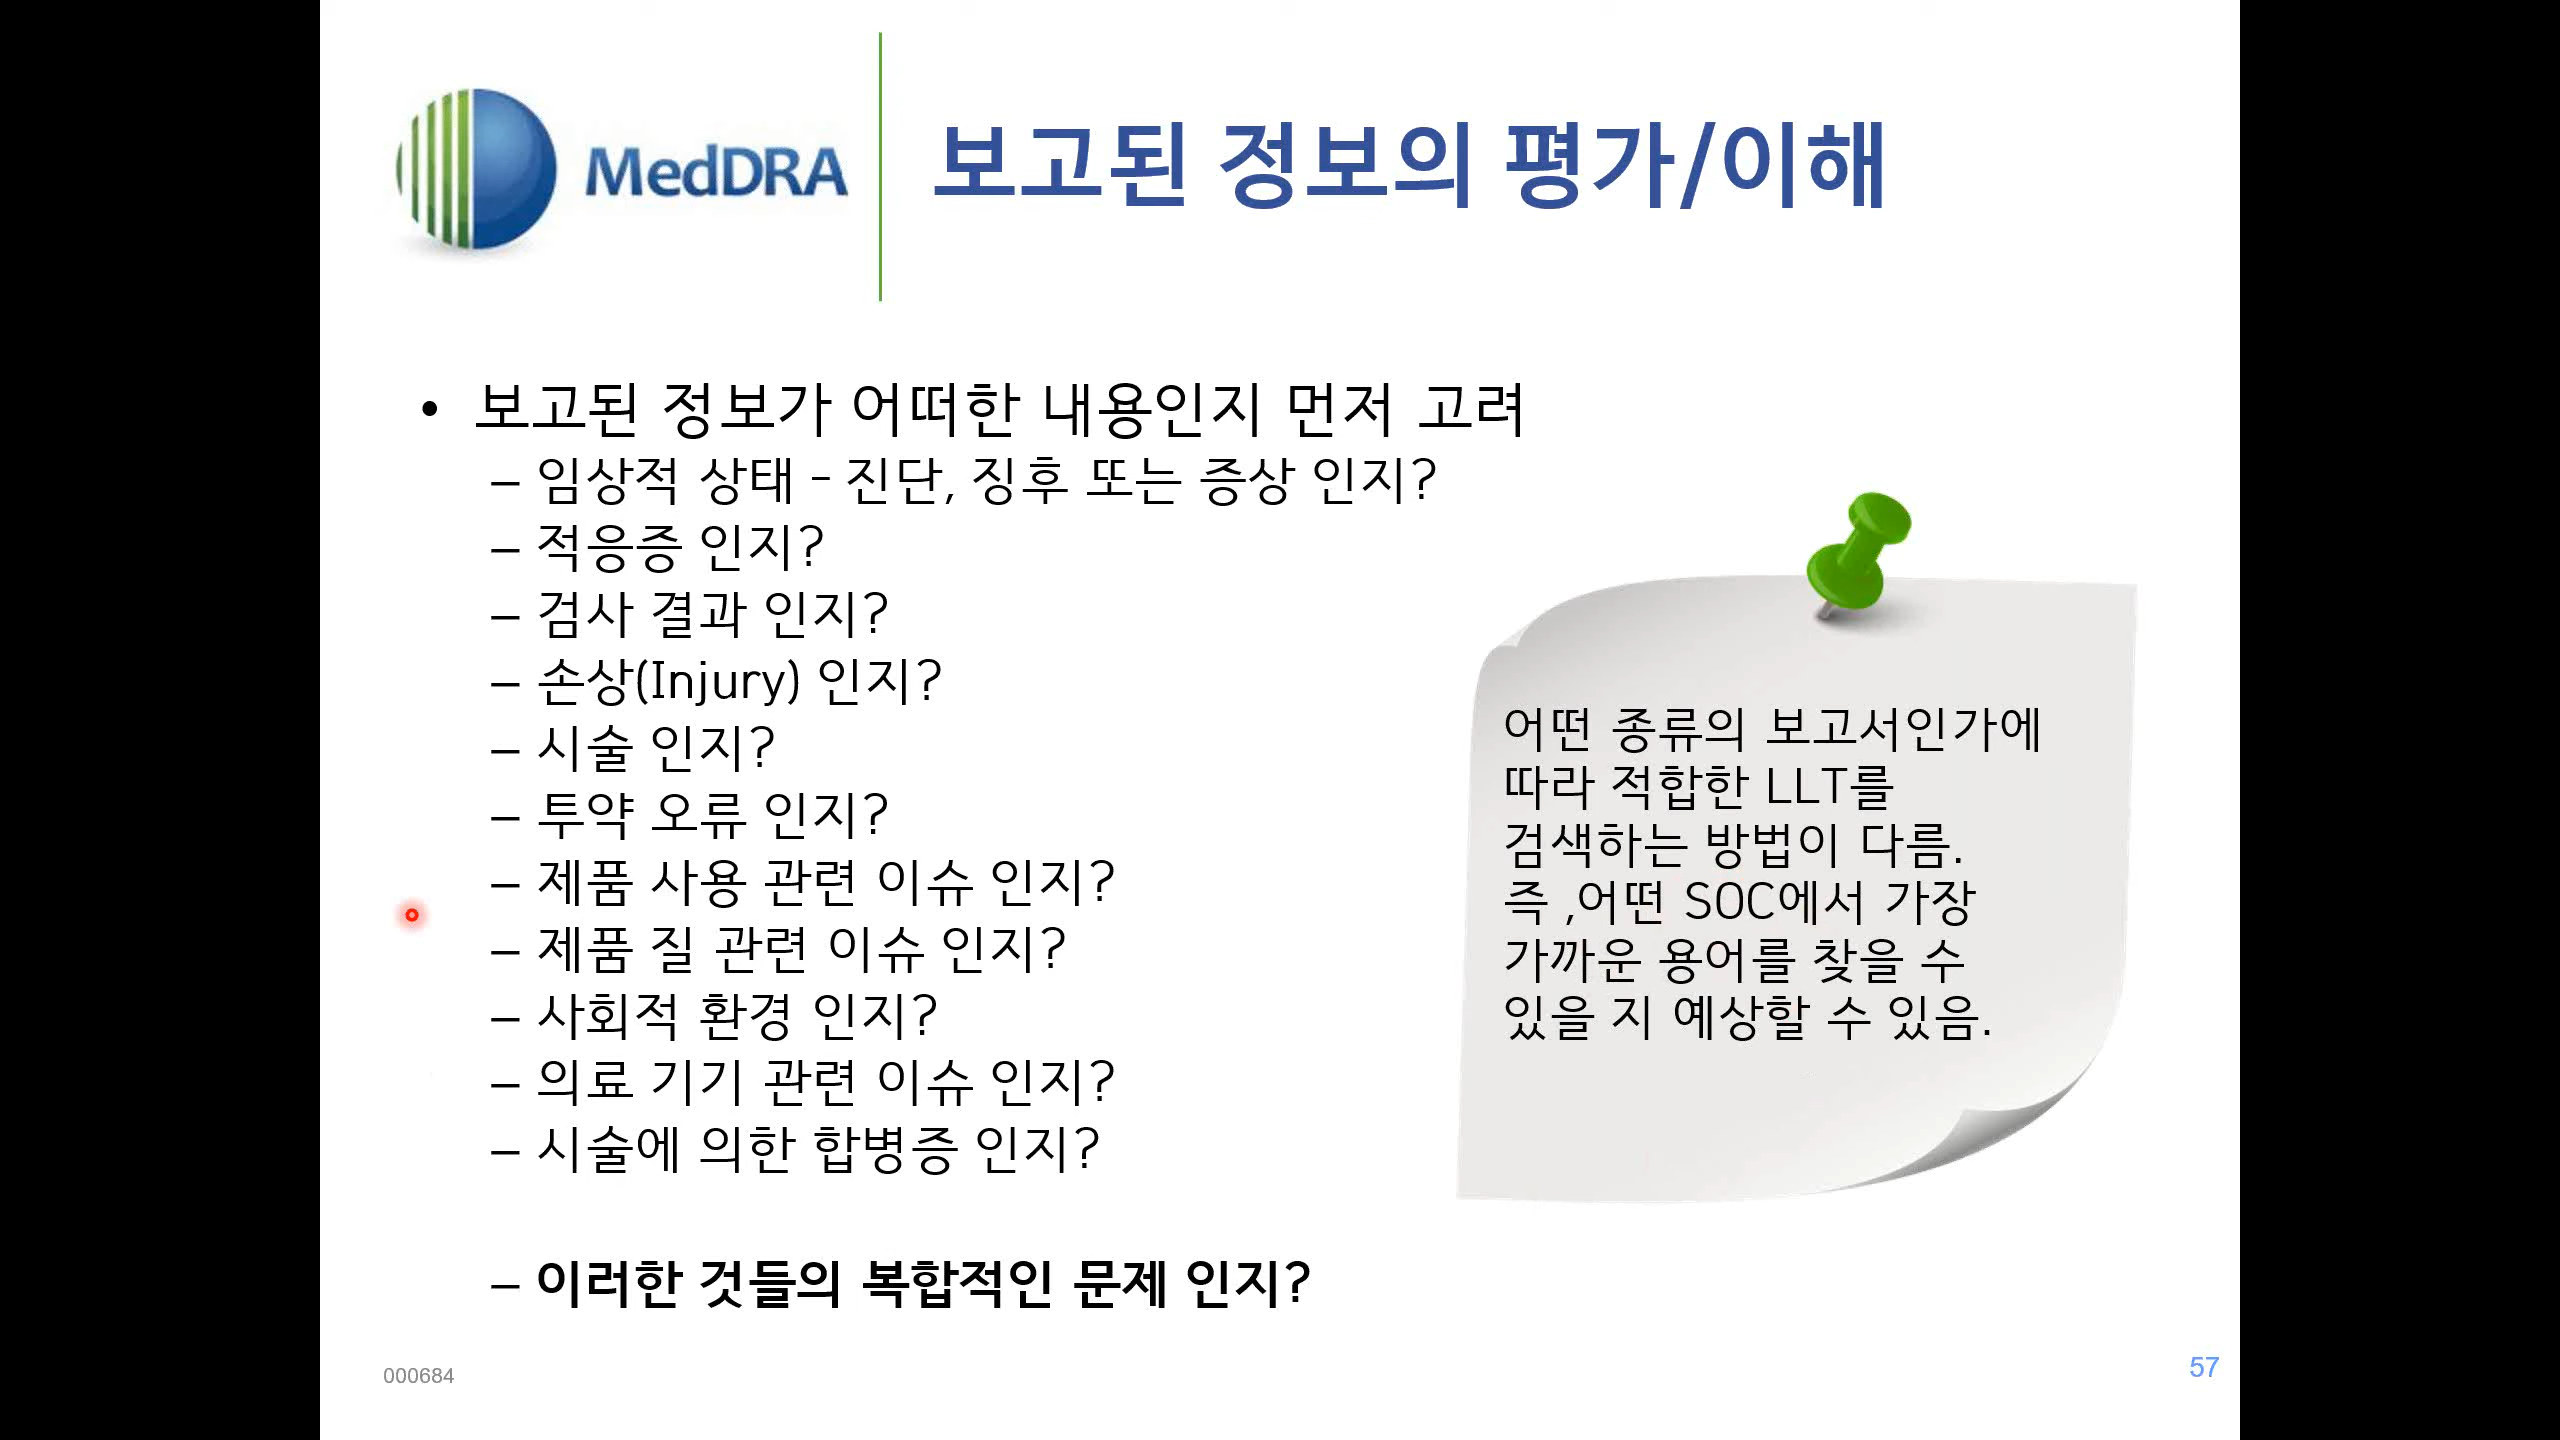 MedDRA
보고된 정보의 평가/이해
• 보고된 정보가 어떠한 내용인지 먼저 고려
– 임상적 상태 – 진단, 징후 또는 증상 인지?
– 적응증 인지?
– 검사 결과 인지?
– 손상(Injury) 인지?
– 시술 인지?
– 투약 오류 인지?
– 제품 사용 관련 이슈 인지?
– 제품 질 관련 이슈 인지?
– 사회적 환경 인지?
– 의료 기기 관련 이슈 인지?
– 시술에 의한 합병증 인지?
– 이러한 것들의 복합적인 문제 인지?
어떤 종류의 보고서인가에
따라 적합한 LLT를
검색하는 방법이 다름.
즉 ,어떤 SOC에서 가장
가까운 용어를 찾을 수
있을 지 예상할 수 있음.
000684
57